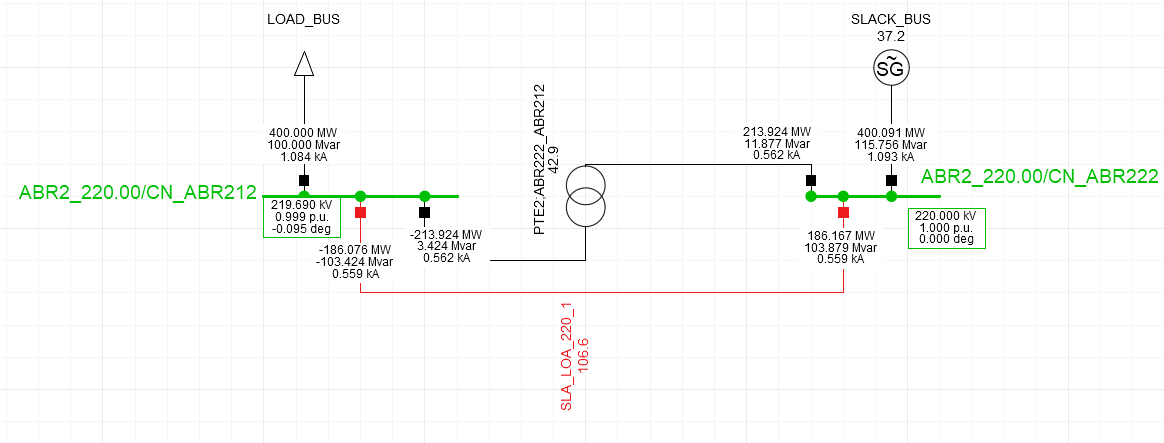 LOAD_BUS
SLACK_BUS
37.2
SG
~
PTE2;ABR222_ABR212
42.9
400.000 MW
100.000 Mvar
1.084 kA
213.924 MW
11.877 Mvar
0.562 kA
400.091 MW
115.756 Mvar
1.093 kA
ABR2_220.00/CN_ABR212
ABR2_220.00/CN_ABR222
219.690 kV
0.999 p.u.
-0.095 deg
220.000 kV
1.000 p.u.
0.000 deg
-213.924 MW
3.424 Mvar
0.562 kA
-186.076 MW
-103.424 Mvar
0.559 kA
186.167 MW
103.879 Mvar
0.559 kA
SLA_LOA_220_1
106.6